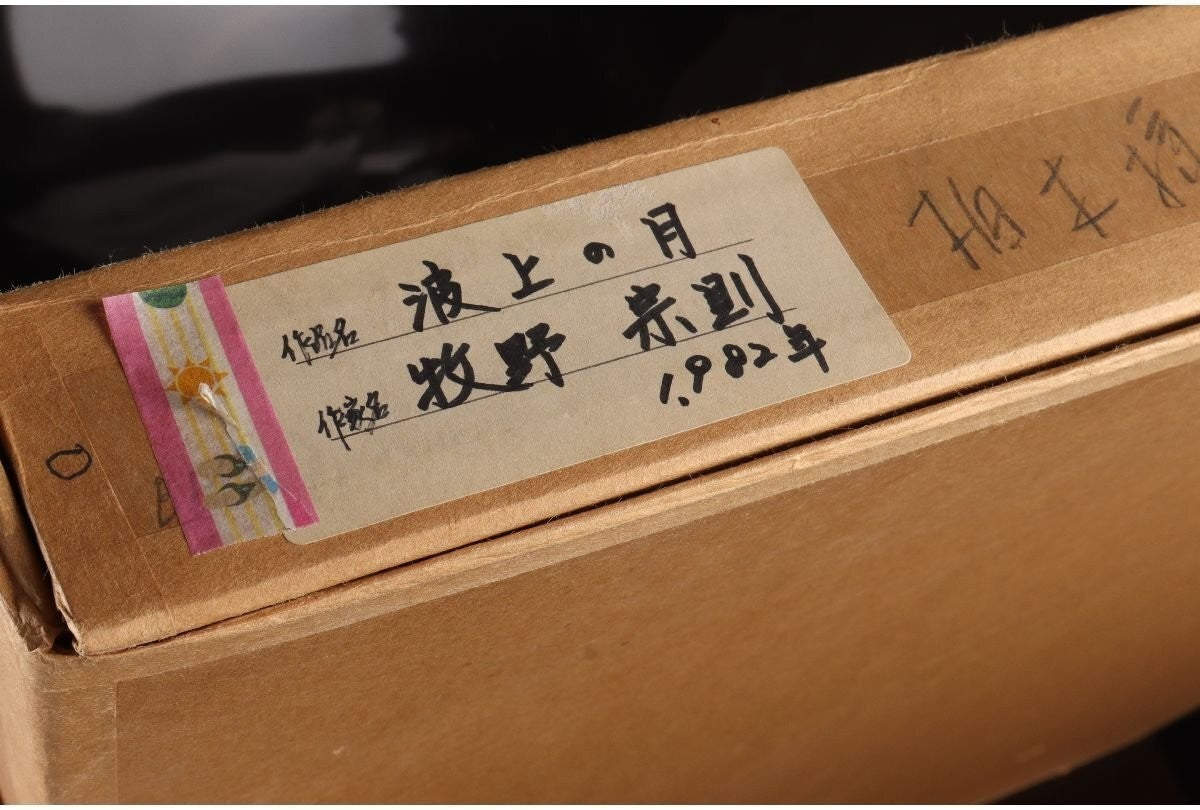 作品名 波上の月
作家名 牧野 宗則
1,982年